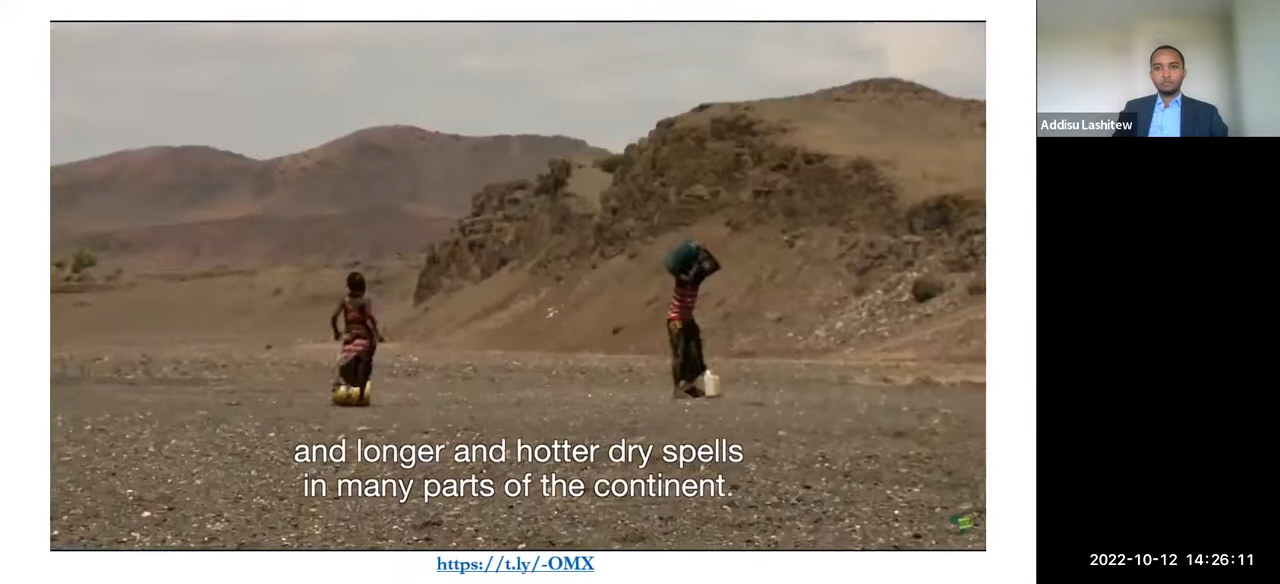 and longer and hotter dry spells
in many parts of the continent.
https://t.ly/-OMX
Addisu Lashitew
2022-10-12 14:26:11